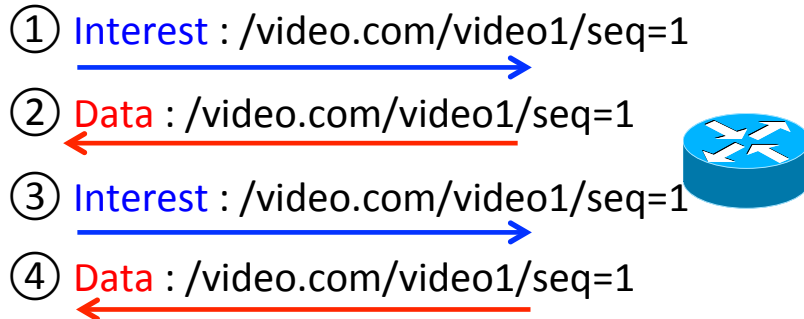 ① Interest : /video.com/video1/seq=1
② Data : /video.com/video1/seq=1
③ Interest : /video.com/video1/seq=1
④ Data : /video.com/video1/seq=1